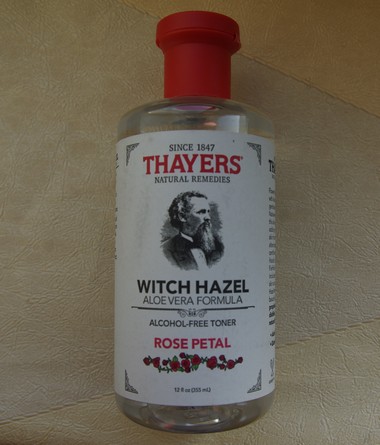 SINCE 1847
THAYERS®
NATURAL REMEDIES
WITCH HAZEL
ALOE VERA FORMULA
ALCOHOL-FREE TONER
ROSE PETAL
12 fl oz (355 mL)